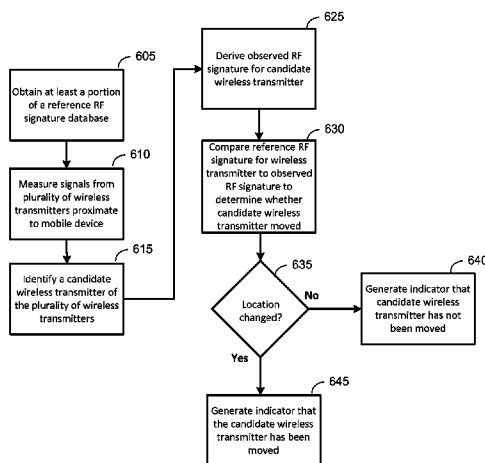 605
Obtain at least a portion
of a reference RF
signature database
610
Measure signals from
plurality of wireless
transmitters proximate
to mobile device
615
Identify a candidate
wireless transmitter of
the plurality of wireless
transmitters
625
Derive observed RF
signature for candidate
wireless transmitter
630
Compare reference RF
signature for wireless
transmitter to observed
RF signature to
determine whether
candidate wireless
transmitter moved
635
Location
changed?
No
640
Generate indicator that
candidate wireless
transmitter has not
been moved
Yes
645
Generate indicator that
the candidate wireless
transmitter has been
moved